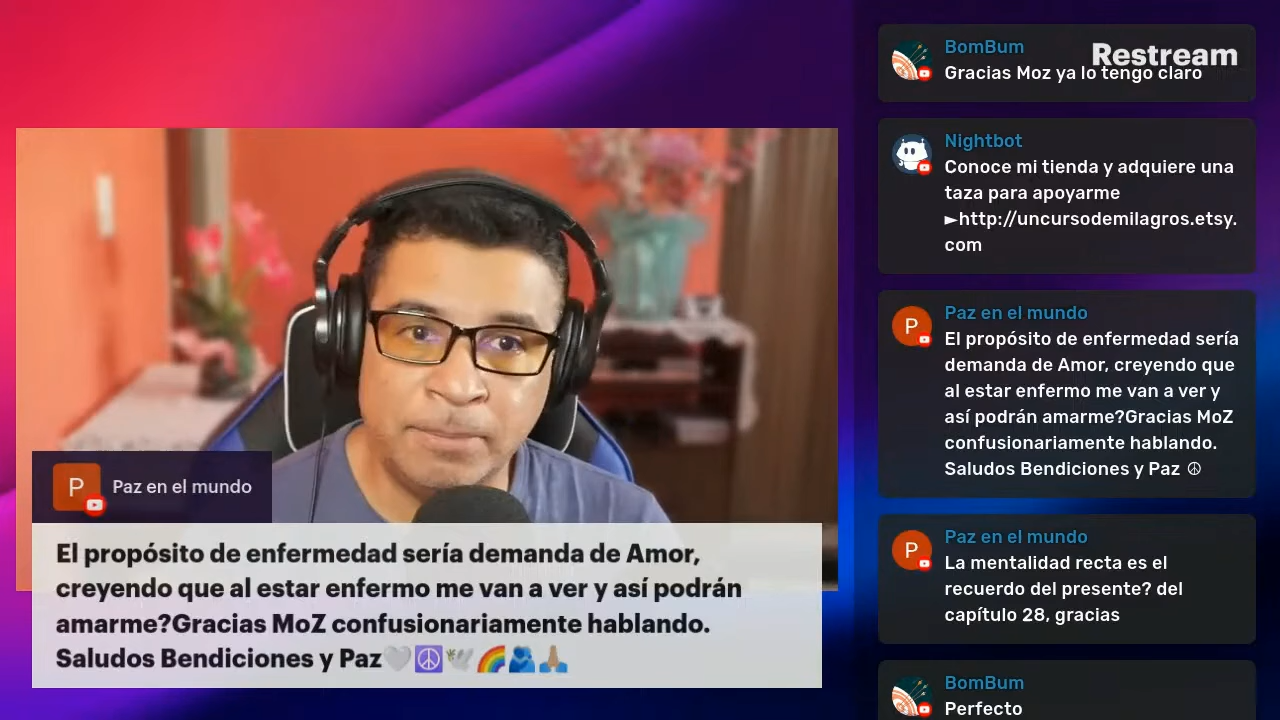 P
Paz en el mundo
El propósito de enfermedad sería demanda de Amor,
creyendo que al estar enfermo me van a ver y así podrán
amarme?Gracias MoZ confusionariamente hablando.
Saludos Bendiciones y Paz🤍☮️🕊️🌈🫂🙏🏽
Restream
BomBum
Gracias Moz ya lo tengo claro
Nightbot
Conoce mi tienda y adquiere una
taza para apoyarme
►http://uncursodemilagros.etsy.
com
P
Paz en el mundo
El propósito de enfermedad sería
demanda de Amor, creyendo que
al estar enfermo me van a ver y
así podrán amarme?Gracias MoZ
confusionariamente hablando.
Saludos Bendiciones y Paz ☮
P
Paz en el mundo
La mentalidad recta es el
recuerdo del presente? del
capítulo 28, gracias
BomBum
Perfecto